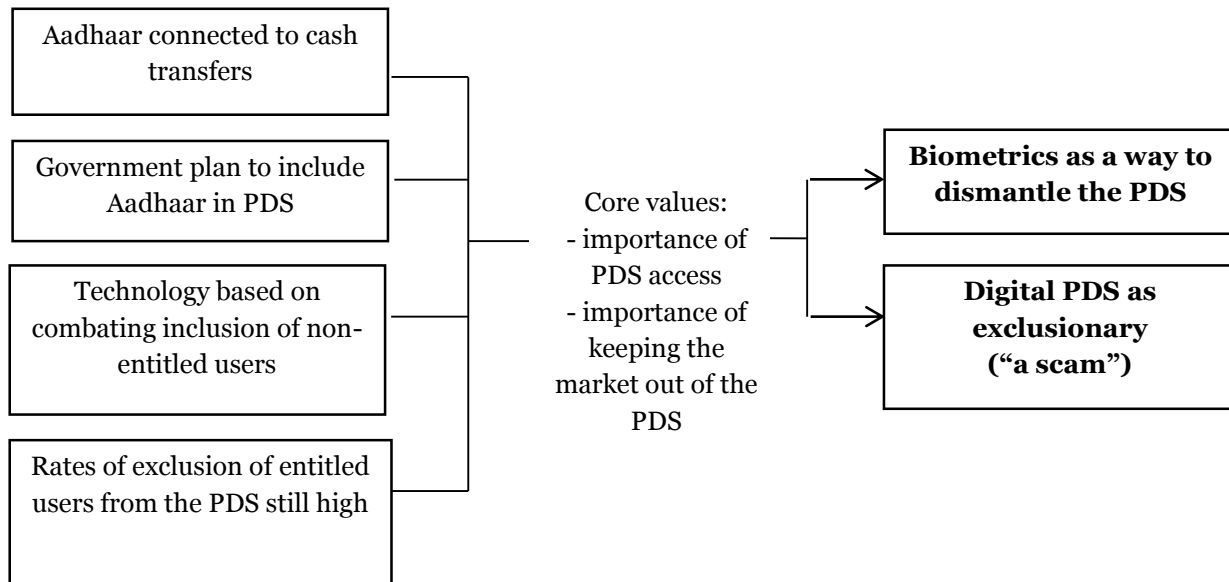 Aadhaar connected to cash
transfers
Government plan to include
Aadhaar in PDS
Technology based on
combating inclusion of non-
entitled users
Rates of exclusion of entitled
users from the PDS still high
Core values:
- importance of
PDS access
- importance of
keeping the
market out of the
PDS
Biometrics as a way to
dismantle the PDS
Digital PDS as
exclusionary
(“a scam”)